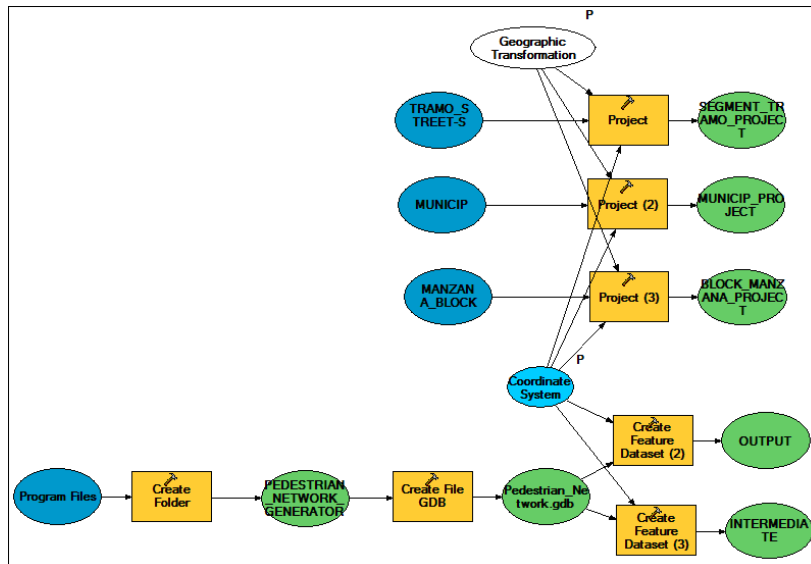 P
Geographic
Transformation
TRAMO_S
TREET-S
Project
SEGMENT_TR
AMO_PROJEC
T
MUNICIP
Project (2)
MUNICIP_PRO
JECT
MANZAN
A_BLOCK
Project (3)
BLOCK_MANZ
ANA_PROJEC
T
P
Coordinate
System
Create
Feature
Dataset (2)
OUTPUT
Program Files
Create
Folder
PEDESTRIAN
_NETWORK_
GENERATOR
Create File
GDB
Pedestrian_Ne
twork.gdb
Create
Feature
Dataset (3)
INTERMEDIA
TE